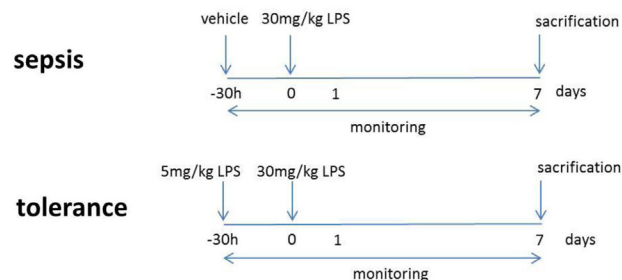 vehicle 30mg/kg LPS sacrification
sepsis
-30h 0 1 7 days
monitoring
5mg/kg LPS 30mg/kg LPS sacrification
tolerance
-30h 0 1 7 days
monitoring